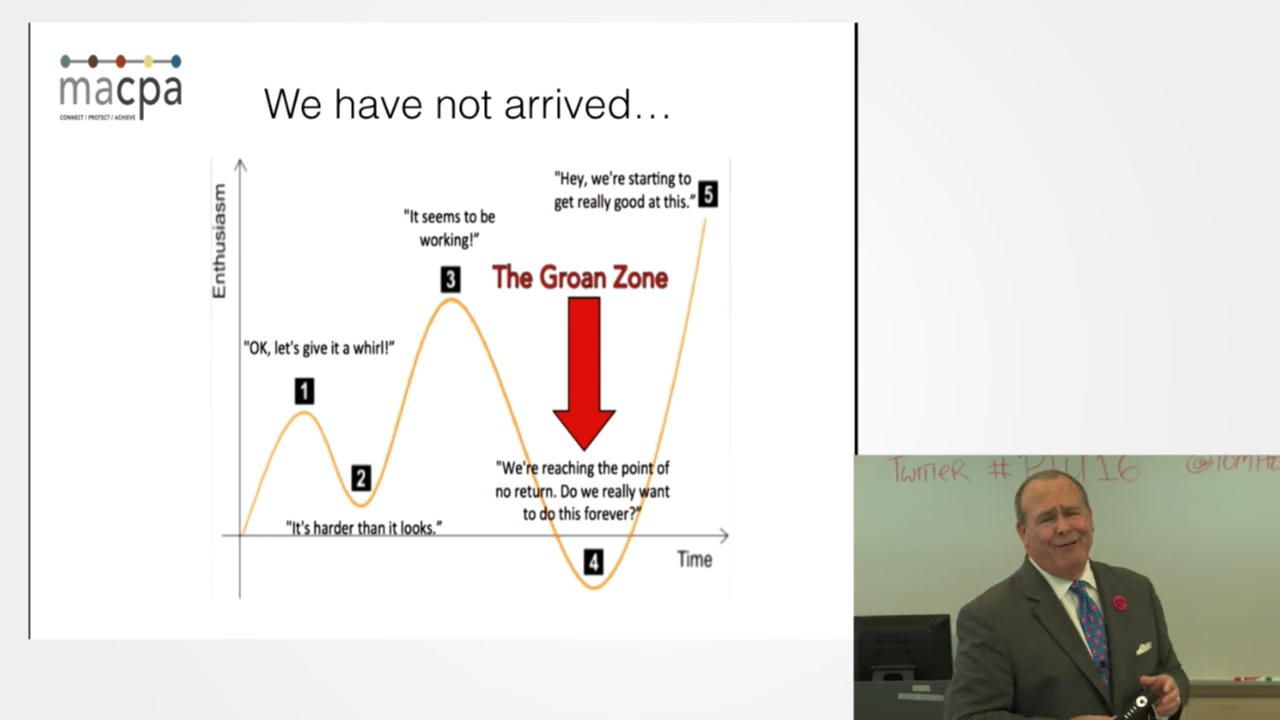 macpa
CONNECT / PROTECT / ACHIEVE
We have not arrived...
Enthusiasm
"Hey, we're starting to
get really good at this."
5
"It seems to be
working!"
3
The Groan Zone
"OK, let's give it a whirl!"
1
2
"It's harder than it looks."
"We're reaching the point of
no return. Do we really want
to do this forever?"
4
Time
TWITTER #
16